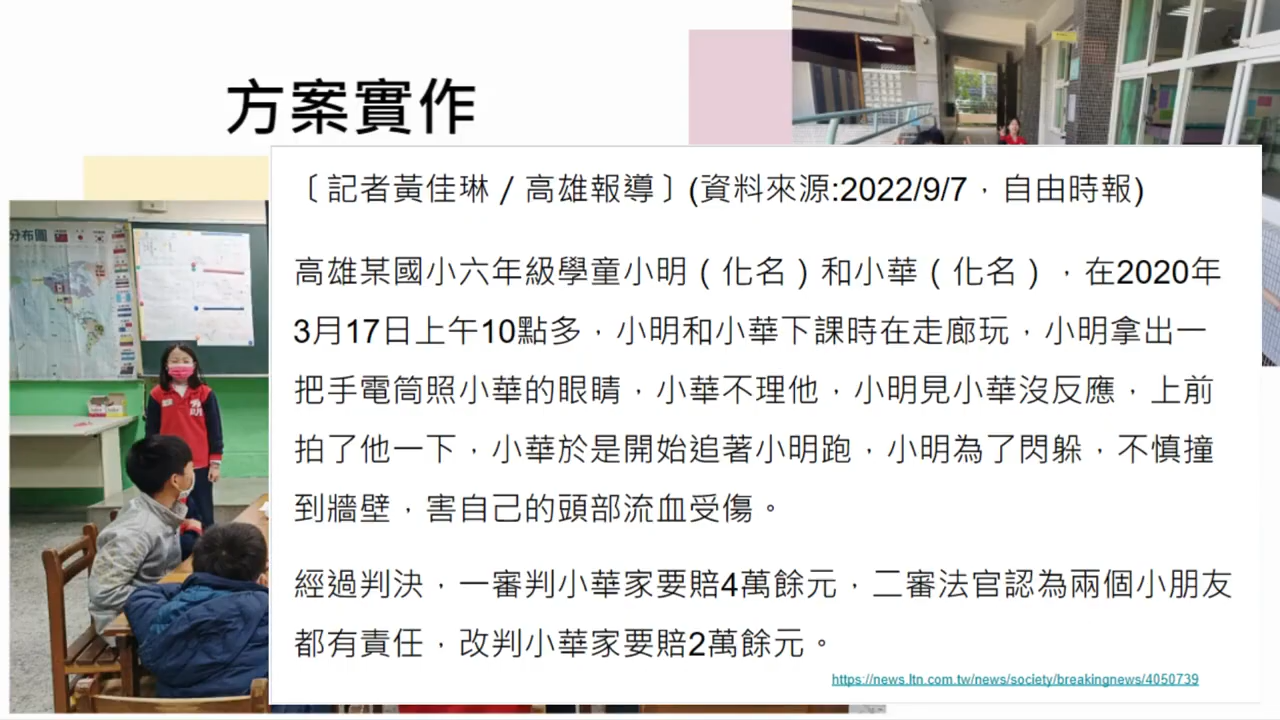 方案實作
〔記者黃佳琳／高雄報導〕(資料來源:2022/9/7，自由時報)
高雄某國小六年級學童小明（化名）和小華（化名），在2020年
3月17日上午10點多，小明和小華下課時在走廊玩，小明拿出一
把手電筒照小華的眼睛，小華不理他，小明見小華沒反應，上前
拍了他一下，小華於是開始追著小明跑，小明為了閃躲，不慎撞
到牆壁，害自己的頭部流血受傷。
經過判決，一審判小華家要賠4萬餘元，二審法官認為兩個小朋友
都有責任，改判小華家要賠2萬餘元。
https://news.ltn.com.tw/news/society/breakingnews/4050739
分布圖